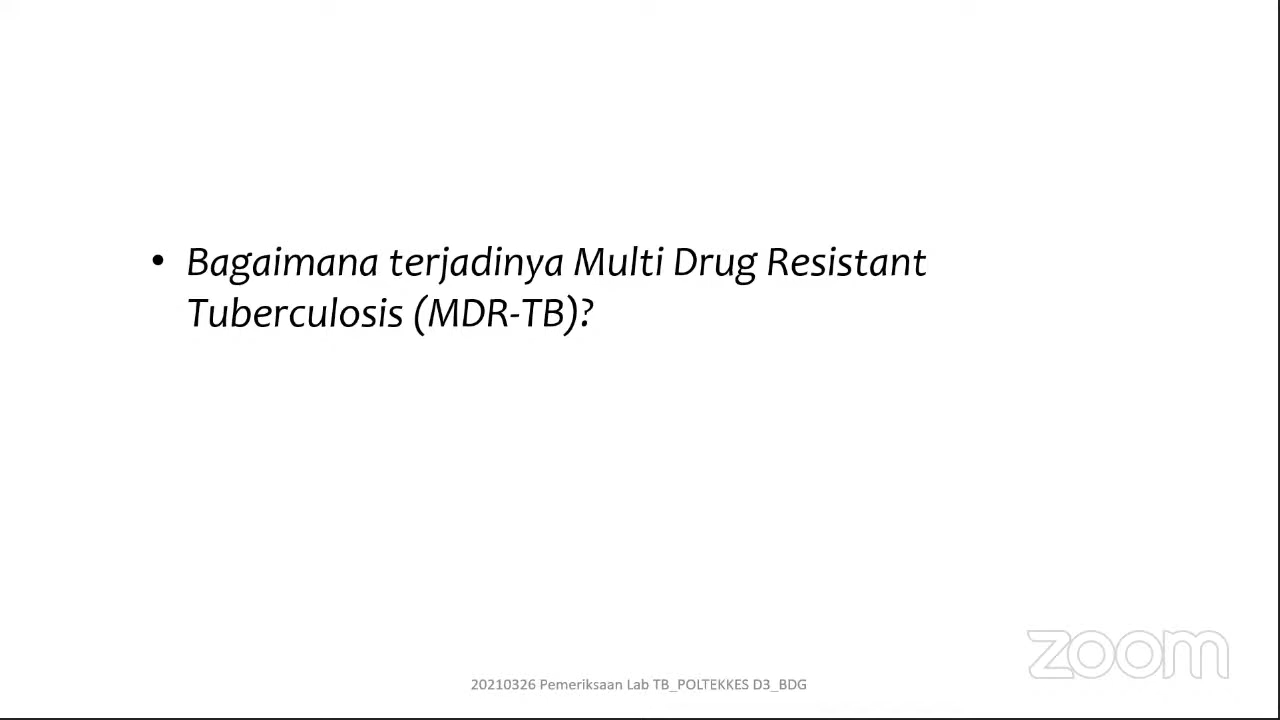 • Bagaimana terjadinya Multi Drug Resistant
Tuberculosis (MDR-TB)?
zoom
20210326 Pemeriksaan Lab TB_POLTEKKES D3_BDG